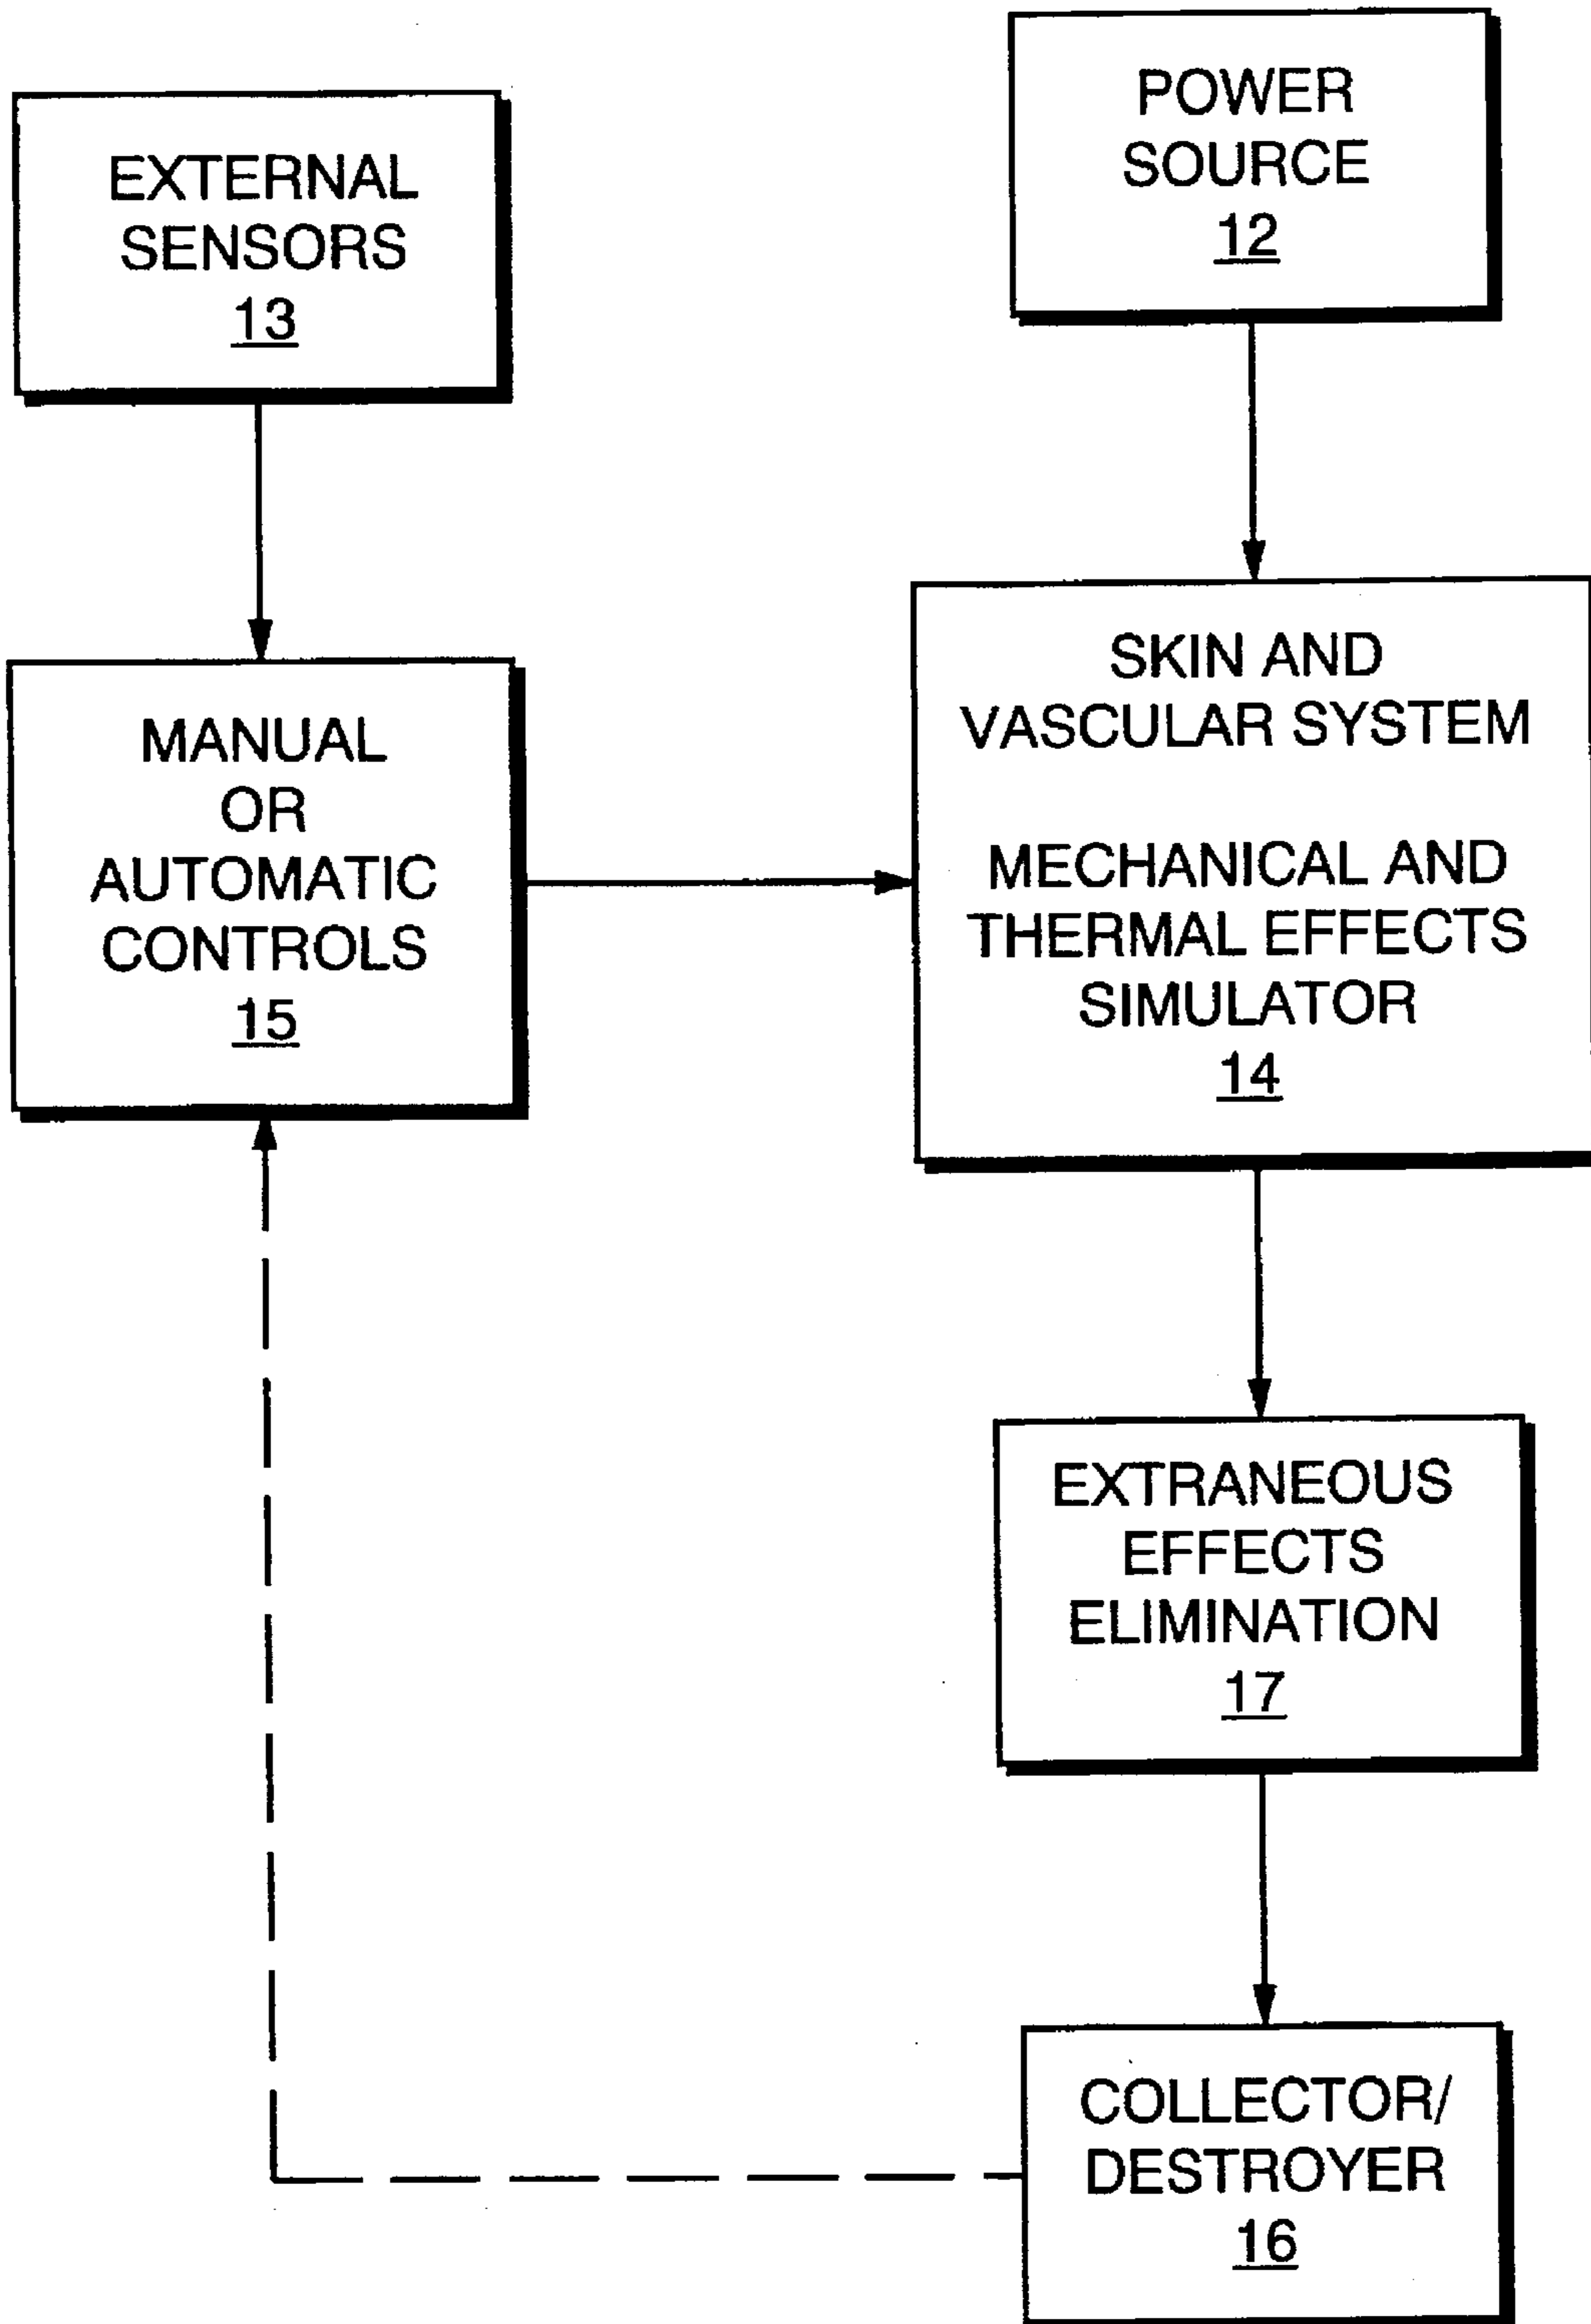 POWER
SOURCE
12
EXTERNAL
SENSORS
13
MANUAL
OR
AUTOMATIC
CONTROLS
15
SKIN AND
VASCULAR SYSTEM
MECHANICAL AND
THERMAL EFFECTS
SIMULATOR
14
EXTRANEOUS
EFFECTS
ELIMINATION
17
COLLECTOR/
DESTROYER
16